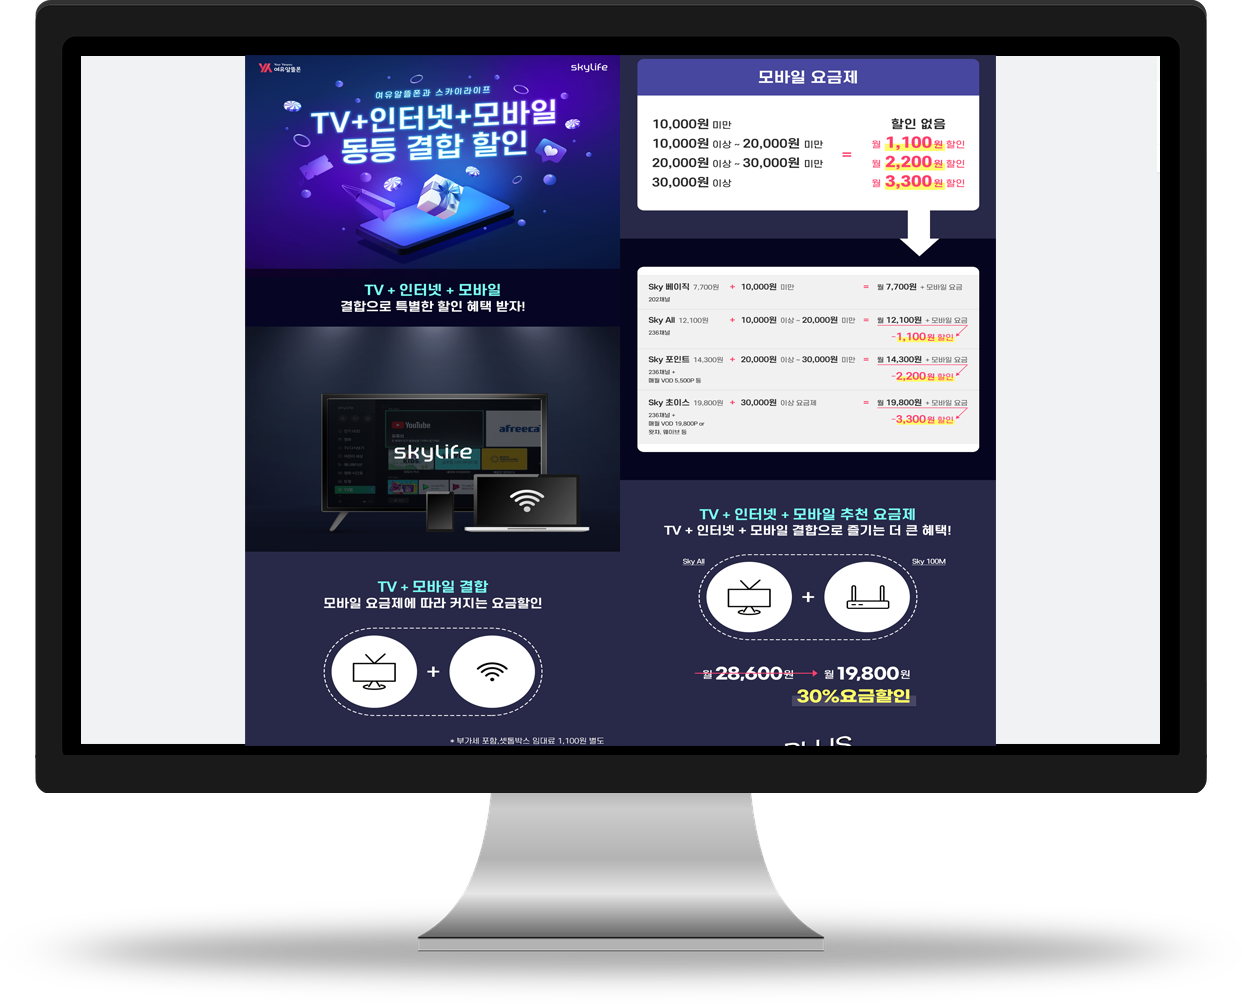 YA
여유알뜰폰
skylife
여유알뜰폰과 스카이라이프
TV+인터넷+모바일
동등 결합 할인
TV + 인터넷 + 모바일
결합으로 특별한 할인 혜택 받자!
YouTube
afreeca
skylife
TV + 모바일 결합
모바일 요금제에 따라 커지는 요금할인
+
* 부가세 포함,셋톱박스 임대료 1,100원 별도
모바일 요금제
10,000원 미만 할인 없음
10,000원 이상 ~ 20,000원 미만 월 1,100원 할인
20,000원 이상 ~ 30,000원 미만 = 월 2,200원 할인
30,000원 이상 월 3,300원 할인
Sky 베이직 7,700원 + 10,000원 미만 = 월 7,700원 + 모바일 요금
202채널
Sky All 12,100원 + 10,000원 이상 ~ 20,000원 미만 = 월 12,100원 + 모바일 요금
236채널 -1,100원 할인
Sky 포인트 14,300원 + 20,000원 이상 ~ 30,000원 미만 = 월 14,300원 + 모바일 요금
236채널 + -2,200원 할인
매월 VOD 5,500P 등
Sky 초이스 19,800원 + 30,000원 이상 요금제 = 월 19,800원 + 모바일 요금
236채널 + -3,300원 할인
매월 VOD 19,800P or
왓챠, 웨이브 등
TV + 인터넷 + 모바일 추천 요금제
TV + 인터넷 + 모바일 결합으로 즐기는 더 큰 혜택!
Sky All Sky 100M
+
월 28,600원 월 19,800원
30%요금할인
PLUS